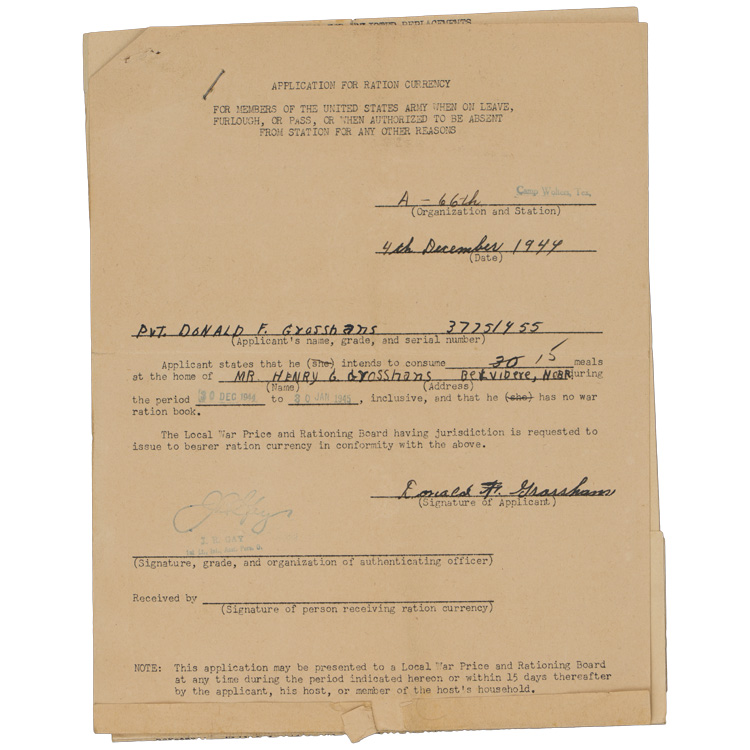 REPLACEMENTS
APPLICATION FOR RATION CURRENCY
FOR MEMBERS OF THE UNITED STATES ARMY WHEN ON LEAVE,
FURLOUGH, OR PASS, OR WHEN AUTHORIZED TO BE ABSENT
FROM STATION FOR ANY OTHER REASONS
A - 66th Camp Wolters, Tex.
(Organization and Station)
4th December 1944
(Date)
Pvt. DONALD F. Grosshans 37751455
(Applicant's name, grade, and serial number)
Applicant states that he (she) intends to consume 30 15 meals
at the home of MR. HENRY G. Grosshans Belvidere, Nebr. during
(Name) (Address)
the period 30 DEC 1944 to 30 JAN 1945, inclusive, and that he (she) has no war
ration book.
The Local War Price and Rationing Board having jurisdiction is requested to
issue to bearer ration currency in conformity with the above.
Donald F. Grosshans
(Signature of Applicant)
(Signature, grade, and organization of authenticating officer)
Received by
(Signature of person receiving ration currency)
NOTE: This application may be presented to a Local War Price and Rationing Board
at any time during the period indicated hereon or within 15 days thereafter
by the applicant, his host, or member of the host's household.